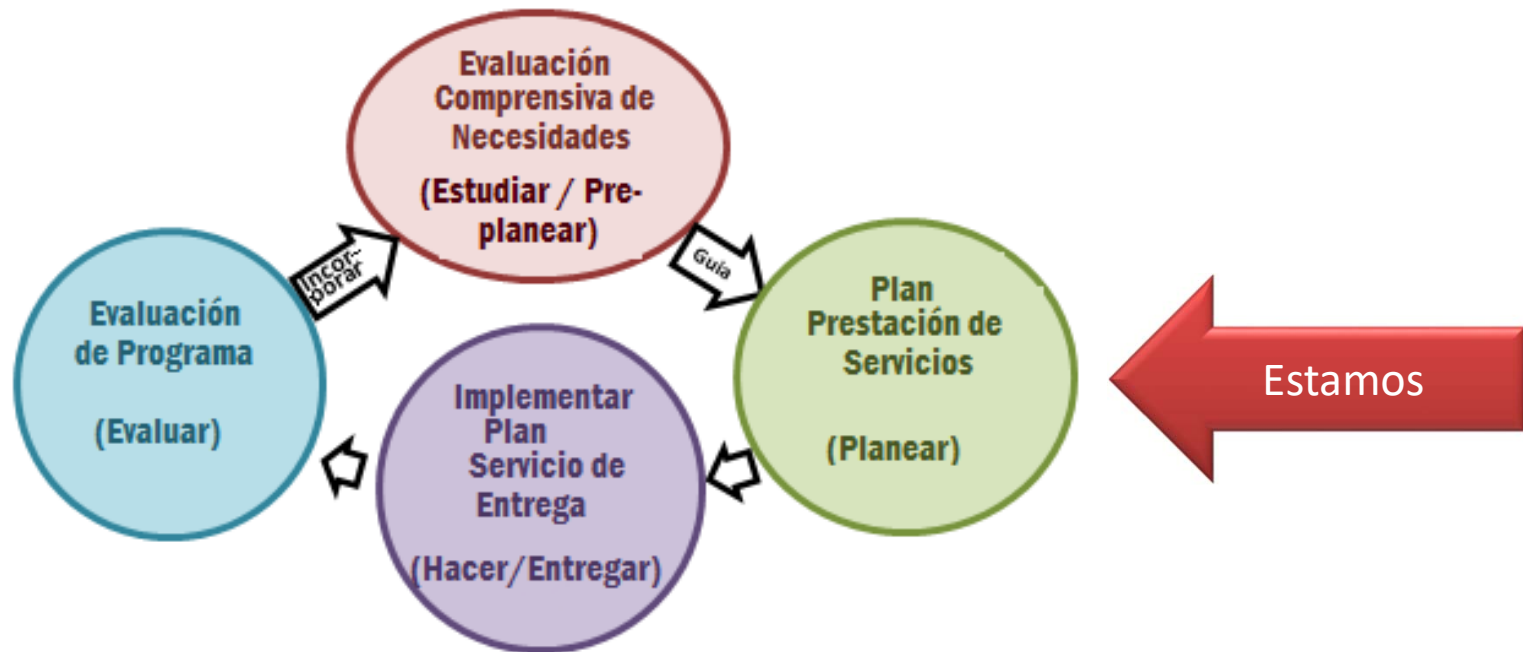 Evaluación
Comprensiva de
Necesidades
(Estudiar / Pre-
planear)
Incor-
porar
Guía
Plan
Prestación de
Servicios
(Planear)
Estamos
Evaluación
de Programa
(Evaluar)
Implementar
Plan
Servicio de
Entrega
(Hacer/Entregar)